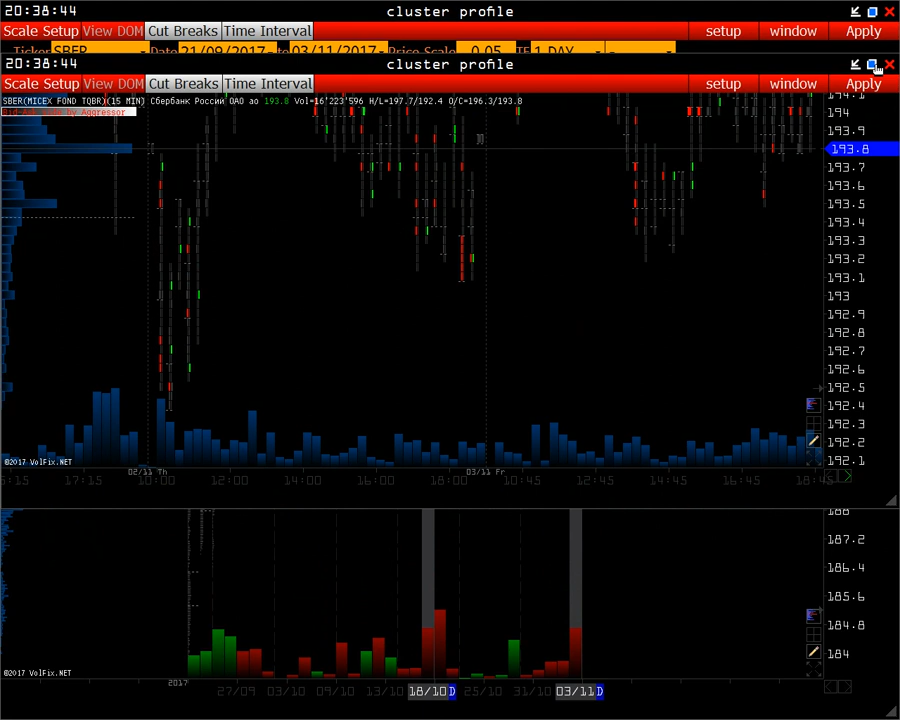 20:38:44 cluster profile
Scale Setup View DOM Cut Breaks Time Interval setup window Apply
Ticker SBER Date 21/09/2017 to 03/11/2017 Price Scale 0.05 TF 1 DAY
20:38:44 cluster profile
Scale Setup View DOM Cut Breaks Time Interval setup window Apply
SBER(MICEX FOND TQBR)(15 MIN) Сбербанк России ОАО ао 193.8 Vol=16'223'596 H/L=197.7/192.4 O/C=196.3/193.8
194.1
194
193.9
193.8
193.7
193.6
193.5
193.4
193.3
193.2
193.1
193
192.9
192.8
192.7
192.6
192.5
192.4
192.3
192.2
192.1
©2017 VolFix.NET
02/11 Th 03/11 Fr
17:15 10:00 12:00 14:00 16:00 18:00 10:45 12:45 14:45 16:45 18:45
188
187.2
186.4
185.6
184.8
184
©2017 VolFix.NET
2017
27/09 03/10 09/10 13/10 18/10 D 25/10 31/10 03/11 D